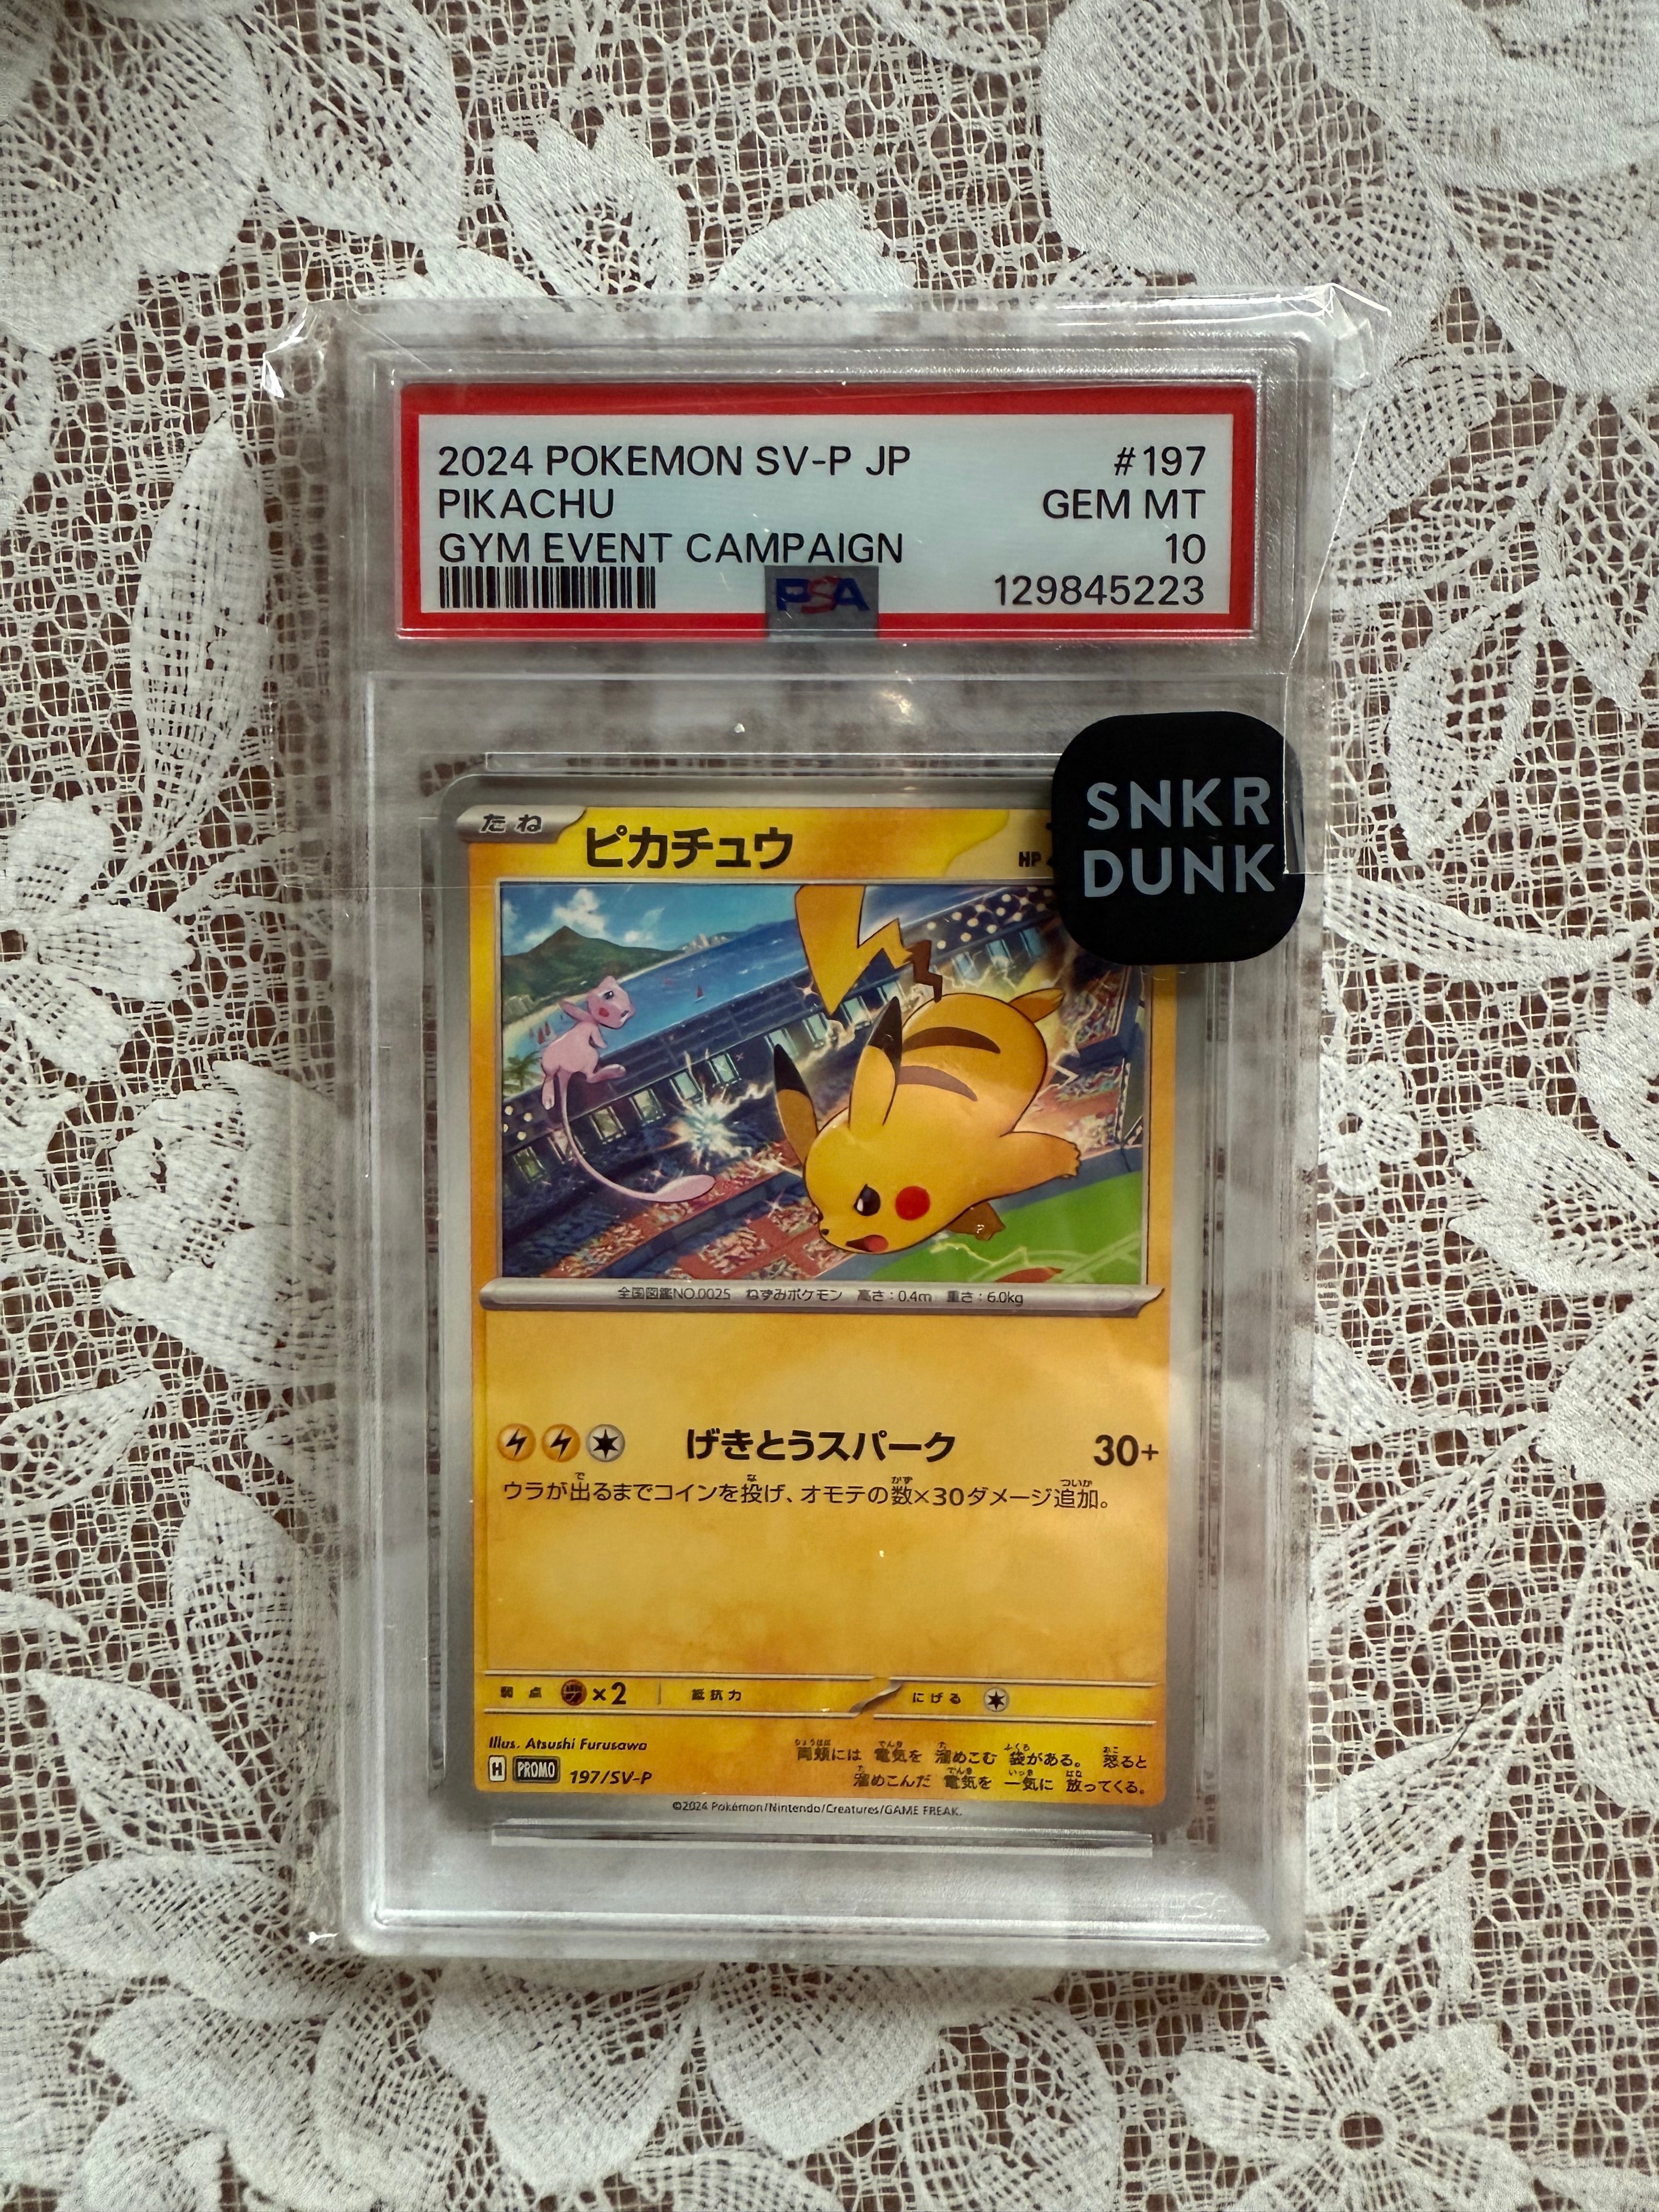 2024 POKEMON SV-P JP #197
PIKACHU GEM MT
GYM EVENT CAMPAIGN 10
PSA 129845223
SNKR
DUNK
たね ピカチュウ HP
全国図鑑NO.0025 ねずみポケモン 高さ:0.4m 重さ:6.0kg
げきとうスパーク 30+
ウラが出るまでコインを投げ、オモテの数×30ダメージ追加。
弱点 ×2 抵抗力 にげる
Illus. Atsushi Furusawa
両頬には 電気を 溜めこむ 袋がある。 怒ると
溜めこんだ 電気を 一気に 放ってくる。
H PROMO 197/SV-P
©2024 Pokémon/Nintendo/Creatures/GAME FREAK.